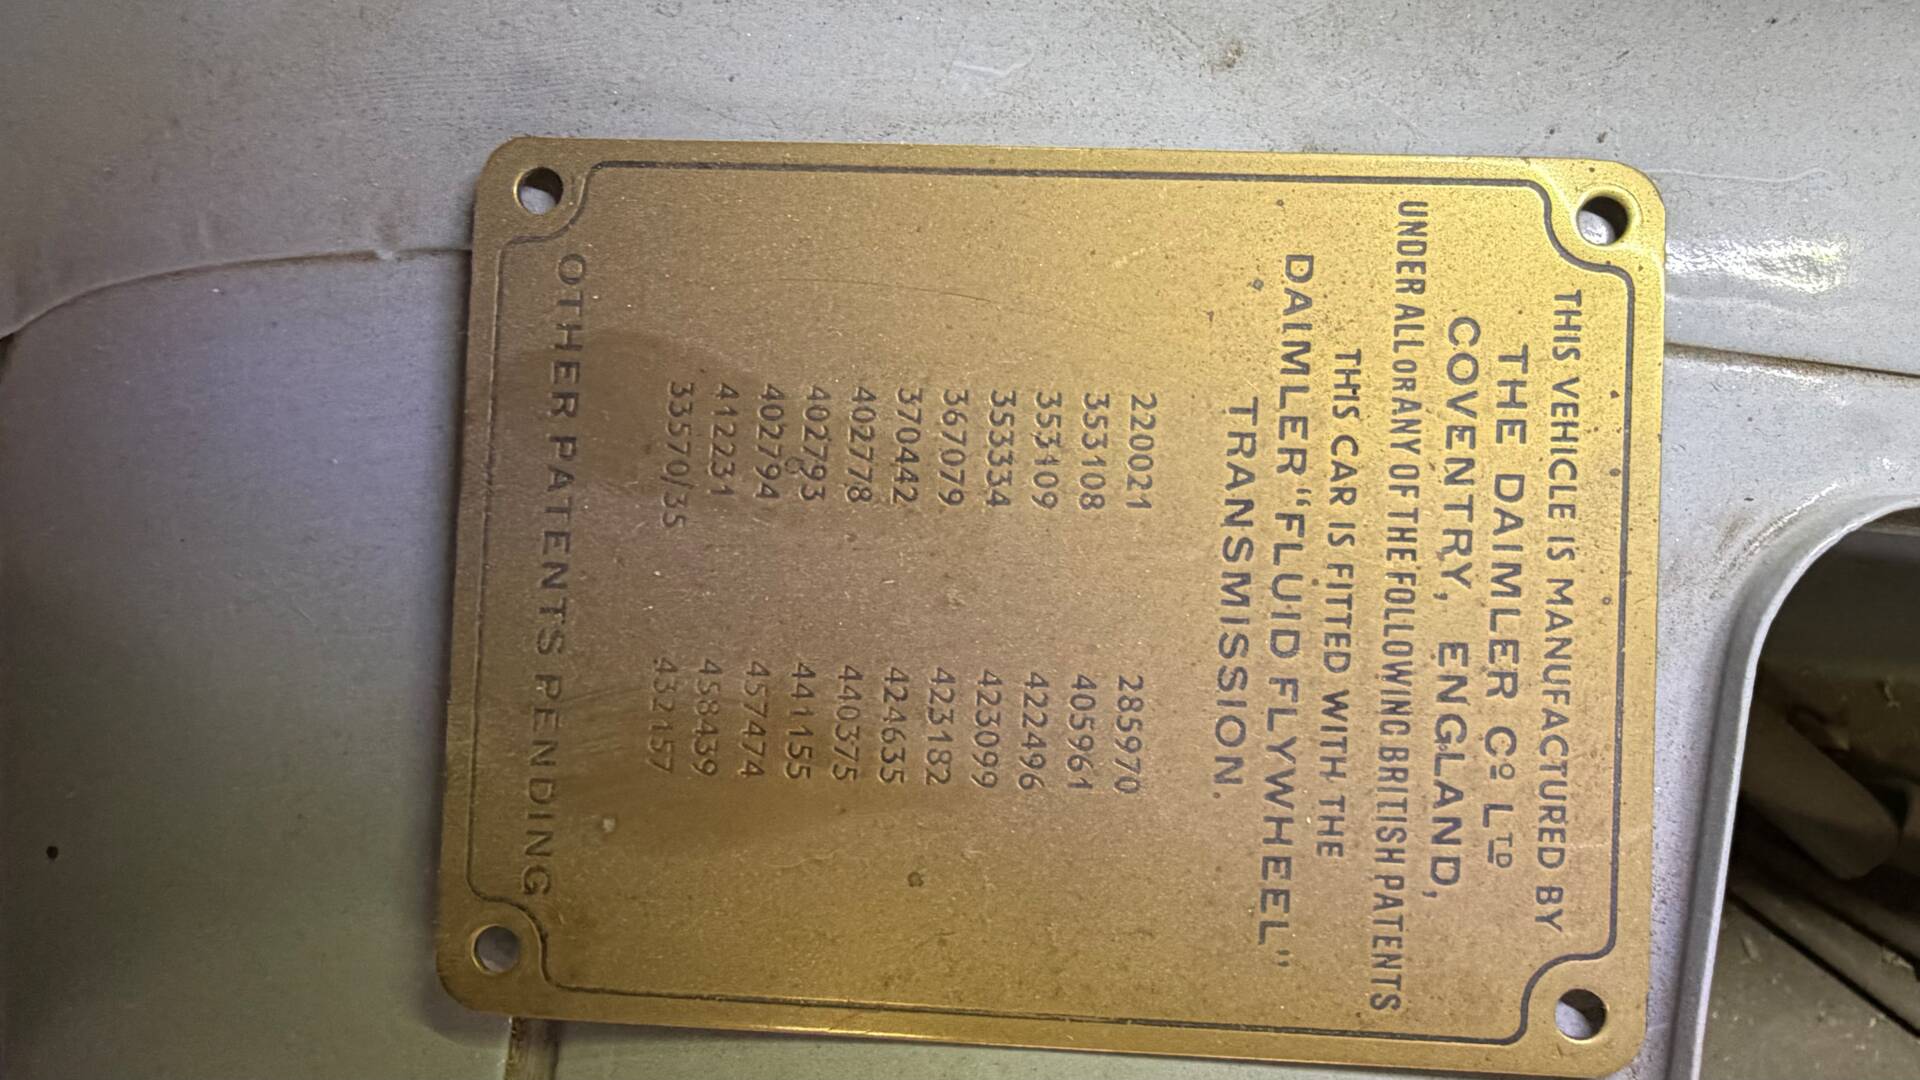 THIS VEHICLE IS MANUFACTURED BY
THE DAIMLER Cº LTD
COVENTRY, ENGLAND,
UNDER ALL OR ANY OF THE FOLLOWING BRITISH PATENTS
THIS CAR IS FITTED WITH THE
DAIMLER "FLUID FLYWHEEL"
TRANSMISSION.
220021 285970
353108 405961
353109 422496
353334 423099
367079 423182
370442 424635
402778 440375
402793 441155
402794 457474
412231 458439
33570/35 432157
OTHER PATENTS PENDING